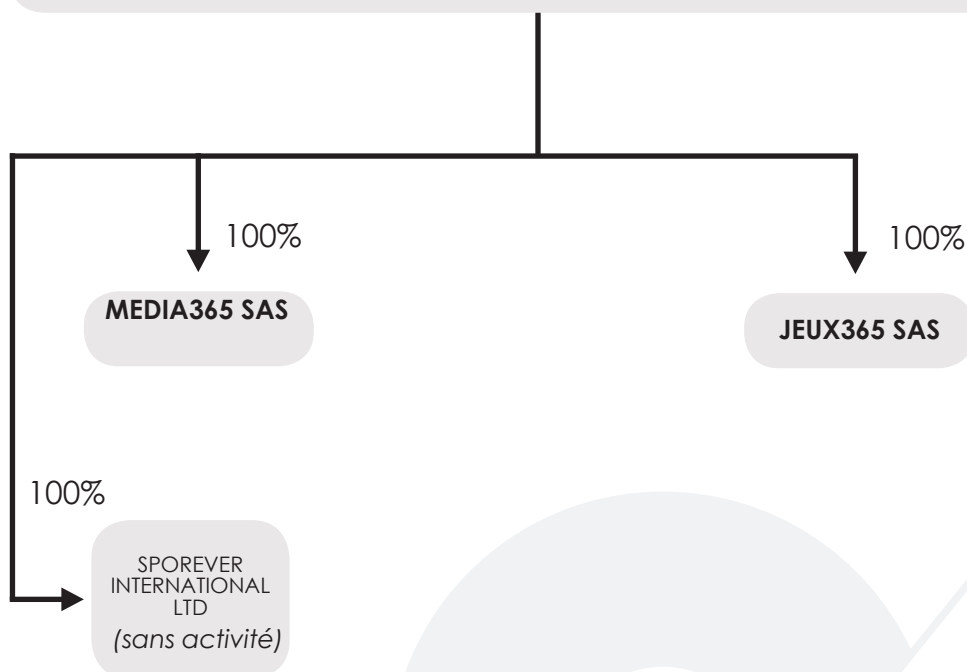 100%
100%
MEDIA365 SAS
JEUX365 SAS
100%
SPOREVER
INTERNATIONAL
LTD
(sans activité)